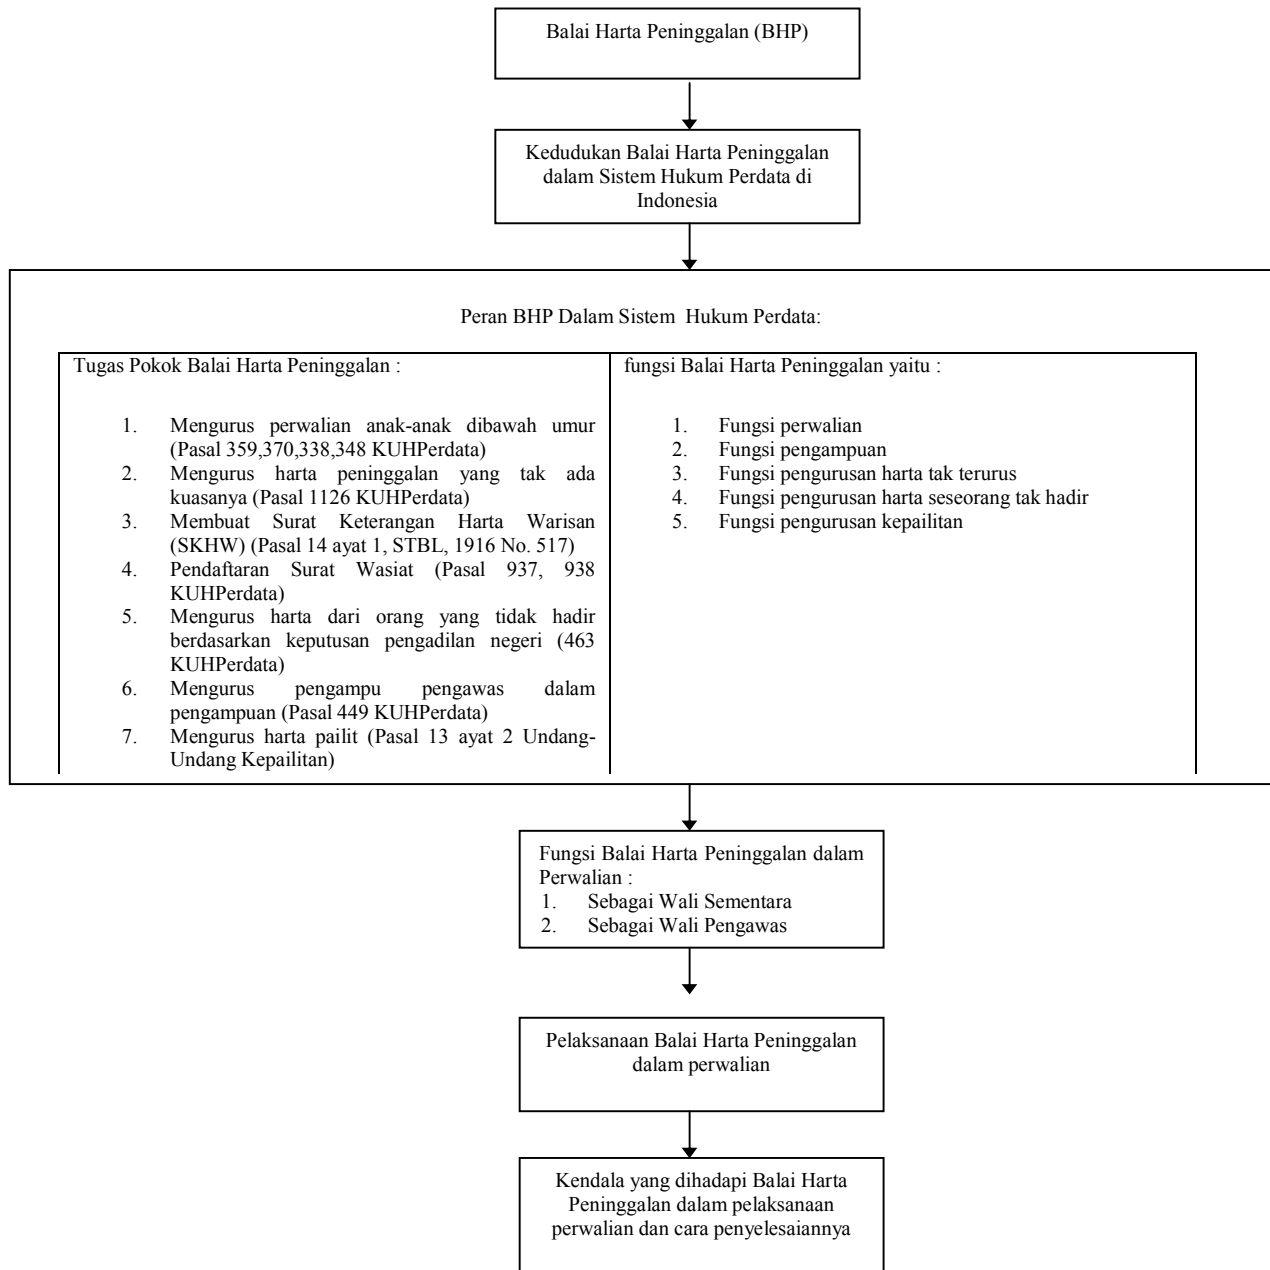 Balai Harta Peninggalan (BHP)
Kedudukan Balai Harta Peninggalan
dalam Sistem Hukum Perdata di
Indonesia
Peran BHP Dalam Sistem Hukum Perdata:
Tugas Pokok Balai Harta Peninggalan :
1. Mengurus perwalian anak-anak dibawah umur
(Pasal 359,370,338,348 KUHPerdata)
2. Mengurus harta peninggalan yang tak ada
kuasanya (Pasal 1126 KUHPerdata)
3. Membuat Surat Keterangan Harta Warisan
(SKHW) (Pasal 14 ayat 1, STBL, 1916 No. 517)
4. Pendaftaran Surat Wasiat (Pasal 937, 938
KUHPerdata)
5. Mengurus harta dari orang yang tidak hadir
berdasarkan keputusan pengadilan negeri (463
KUHPerdata)
6. Mengurus pengampu pengawas dalam
pengampuan (Pasal 449 KUHPerdata)
7. Mengurus harta pailit (Pasal 13 ayat 2 Undang-
Undang Kepailitan)
fungsi Balai Harta Peninggalan yaitu :
1. Fungsi perwalian
2. Fungsi pengampuan
3. Fungsi pengurusan harta tak terurus
4. Fungsi pengurusan harta seseorang tak hadir
5. Fungsi pengurusan kepailitan
Fungsi Balai Harta Peninggalan dalam
Perwalian :
1. Sebagai Wali Sementara
2. Sebagai Wali Pengawas
Pelaksanaan Balai Harta Peninggalan
dalam perwalian
Kendala yang dihadapi Balai Harta
Peninggalan dalam pelaksanaan
perwalian dan cara penyelesaiannya